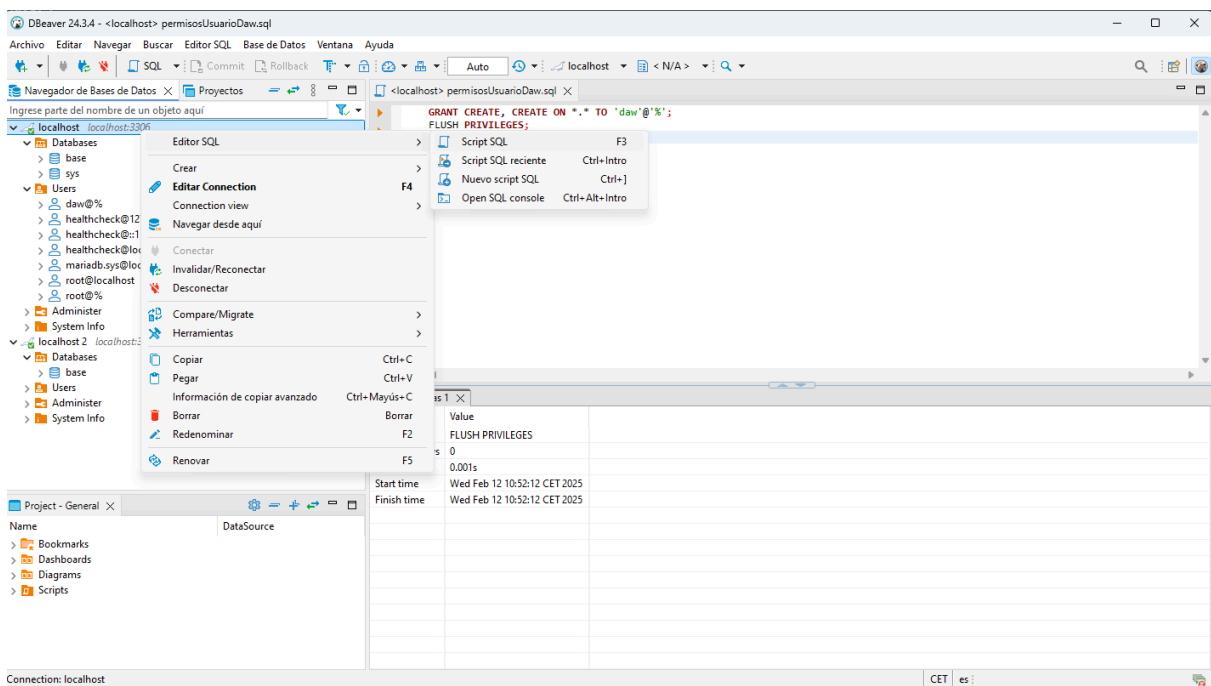 DBeaver 24.3.4 - <localhost> permisosUsuarioDaw.sql
Archivo Editar Navegar Buscar Editor SQL Base de Datos Ventana Ayuda
SQL Commit Rollback Auto localhost < N/A >
Navegador de Bases de Datos Proyectos
Ingrese parte del nombre de un objeto aquí
localhost localhost:3306
Databases
base
sys
Users
daw@%
healthcheck@12
healthcheck@::1
healthcheck@loc
mariadb.sys@loc
root@localhost
root@%
Administer
System Info
localhost 2 localhost:3
Databases
base
Users
Administer
System Info
Editor SQL
Crear
Editar Connection F4
Connection view
Navegar desde aquí
Conectar
Invalidar/Reconectar
Desconectar
Compare/Migrate
Herramientas
Copiar Ctrl+C
Pegar Ctrl+V
Información de copiar avanzado Ctrl+Mayús+C
Borrar Borrar
Redenominar F2
Renovar F5
Script SQL F3
Script SQL reciente Ctrl+Intro
Nuevo script SQL Ctrl+]
Open SQL console Ctrl+Alt+Intro
<localhost> permisosUsuarioDaw.sql
GRANT CREATE, CREATE ON *.* TO 'daw'@'%';
FLUSH PRIVILEGES;
as 1
Value
FLUSH PRIVILEGES
s 0
0.001s
Start time Wed Feb 12 10:52:12 CET 2025
Finish time Wed Feb 12 10:52:12 CET 2025
Project - General
Name DataSource
Bookmarks
Dashboards
Diagrams
Scripts
Connection: localhost CET es